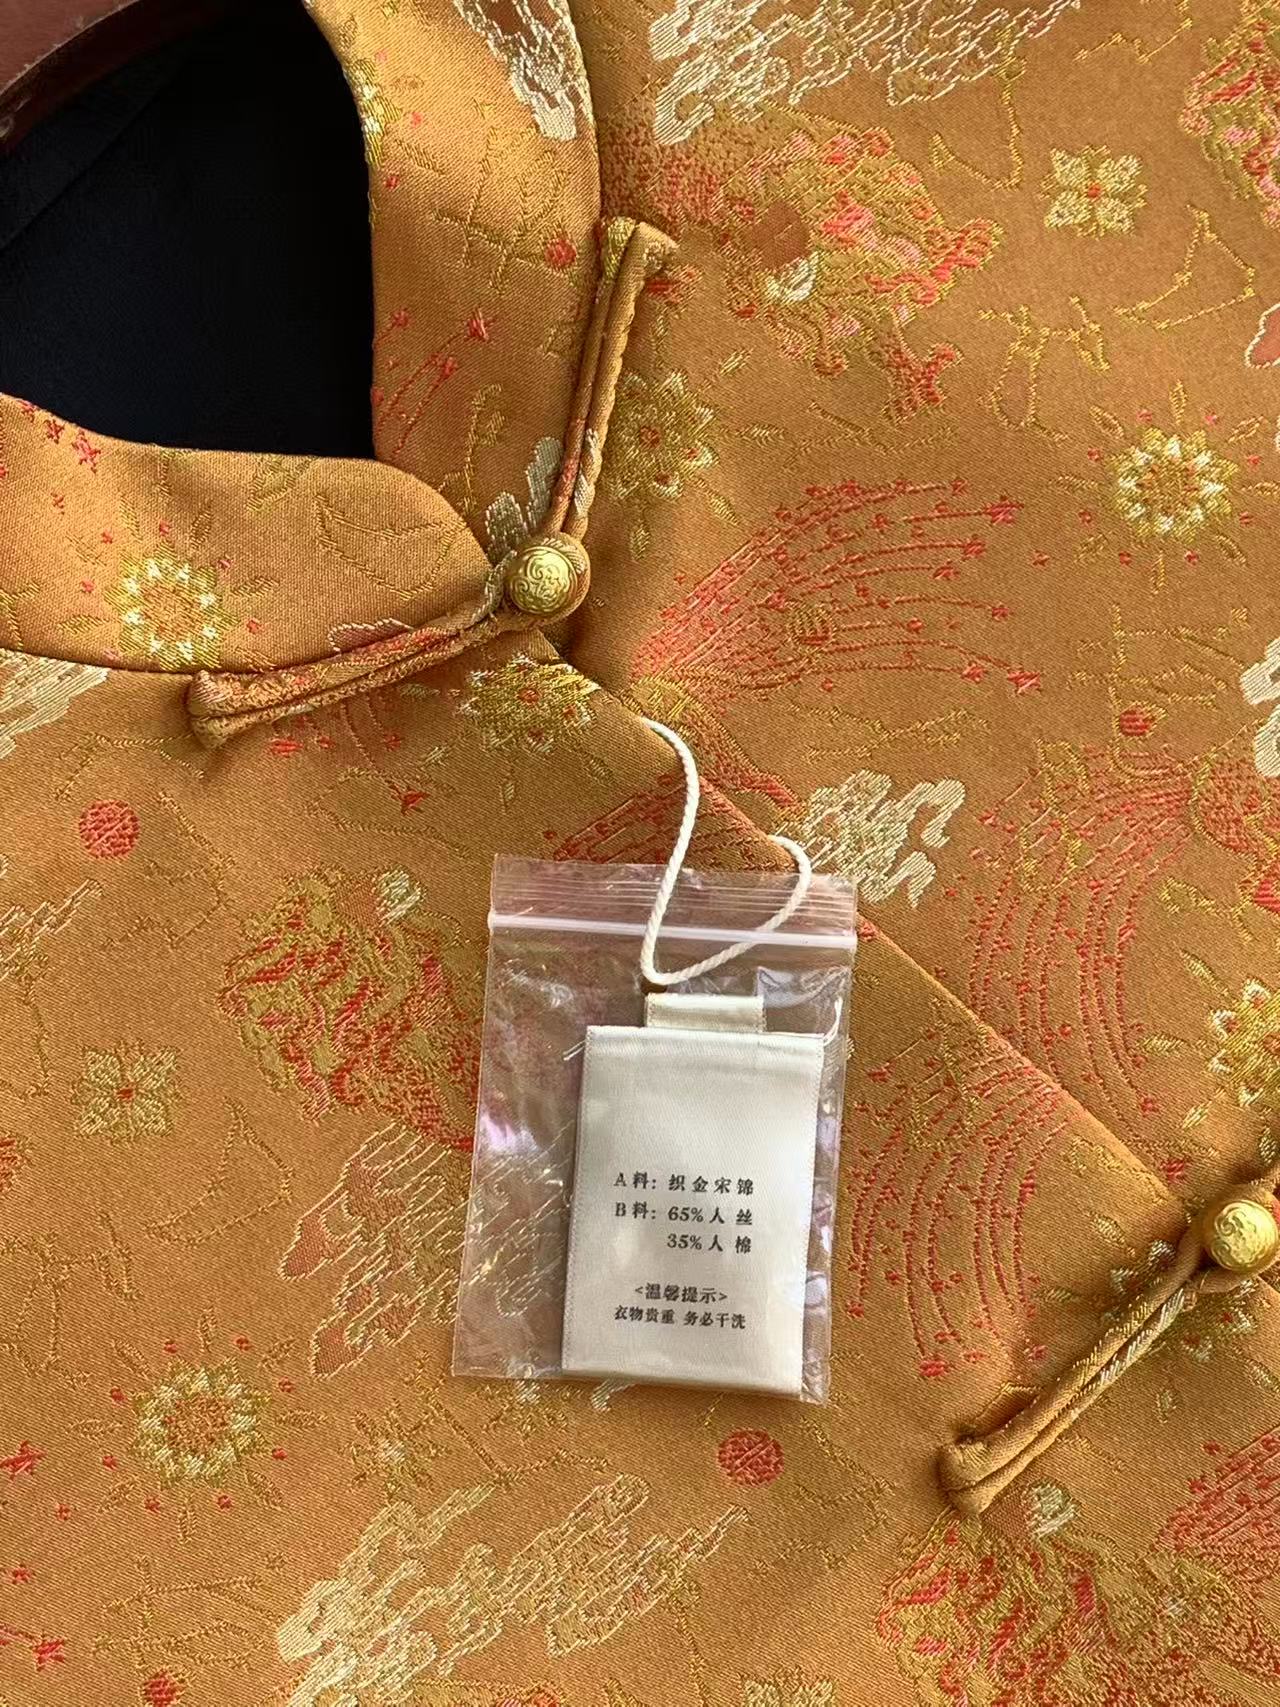 A料：织金宋锦
B料：65%人 丝
35%人 棉
<温馨提示>
衣物贵重 务必干洗